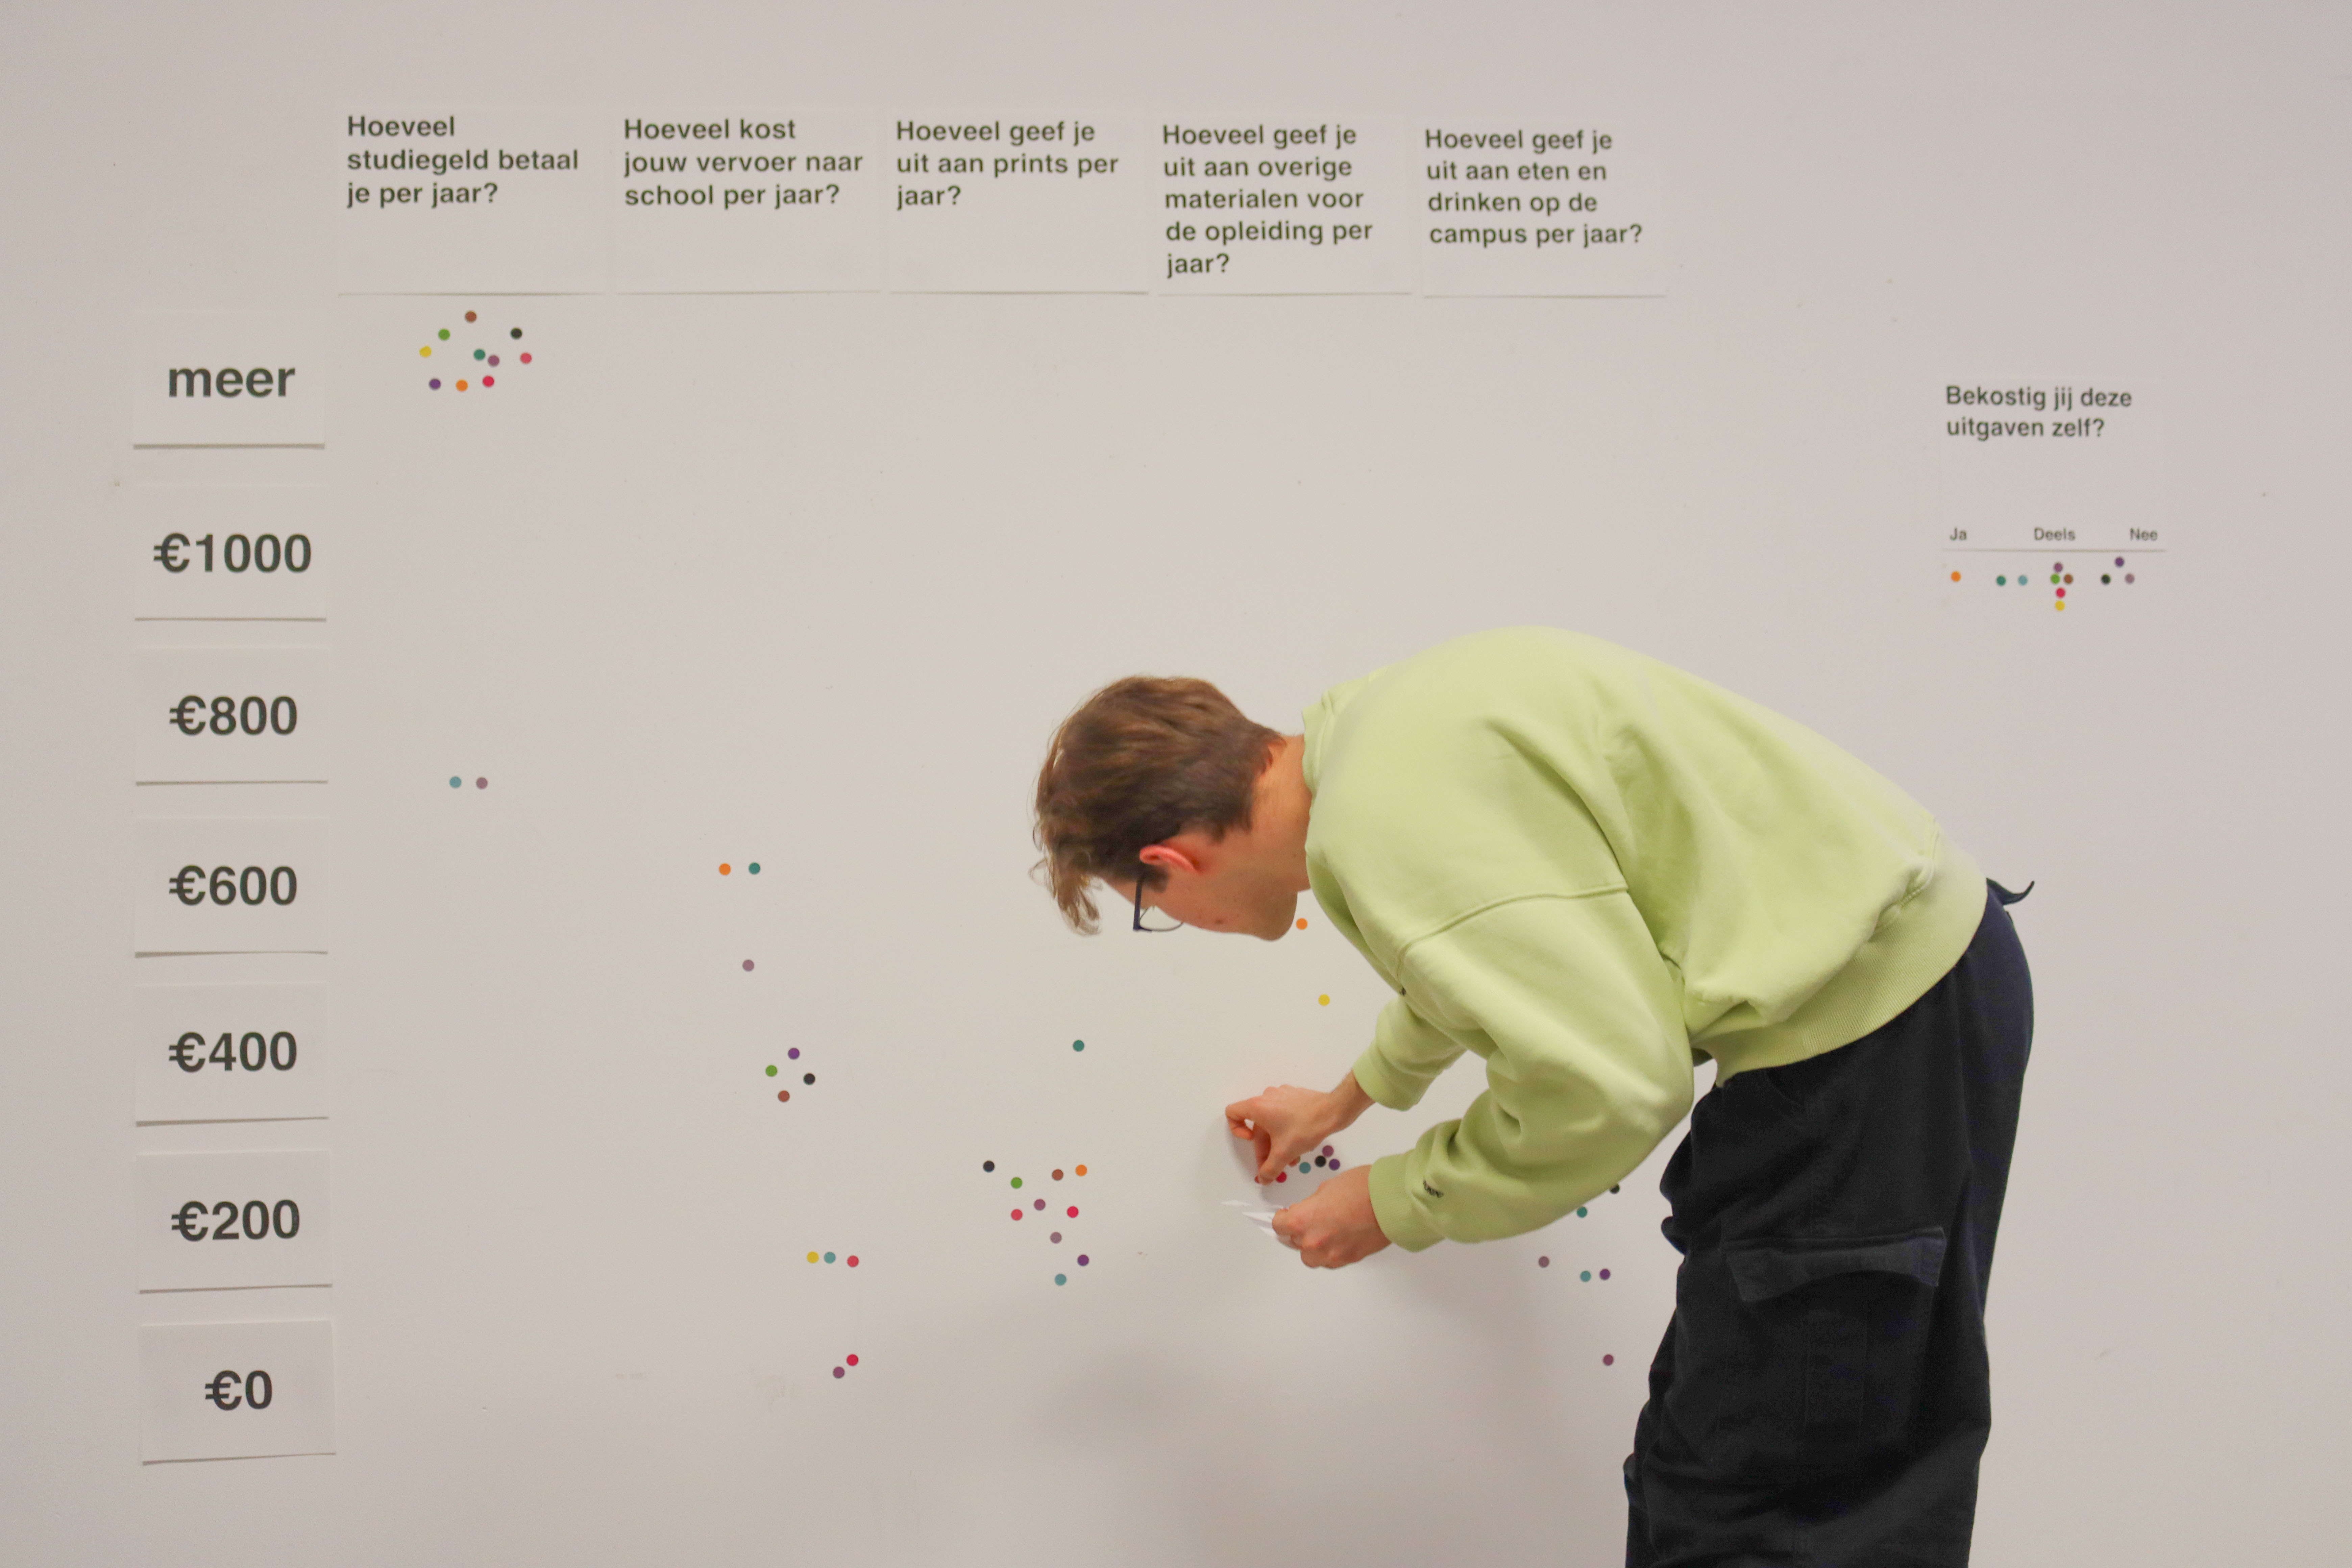 Hoeveel
studiegeld betaal
je per jaar?
Hoeveel kost
jouw vervoer naar
school per jaar?
Hoeveel geef je
uit aan prints per
jaar?
Hoeveel geef je
uit aan overige
materialen voor
de opleiding per
jaar?
Hoeveel geef je
uit aan eten en
drinken op de
campus per jaar?
meer
€1000
€800
€600
€400
€200
€0
Bekostig jij deze
uitgaven zelf?
Ja Deels Nee